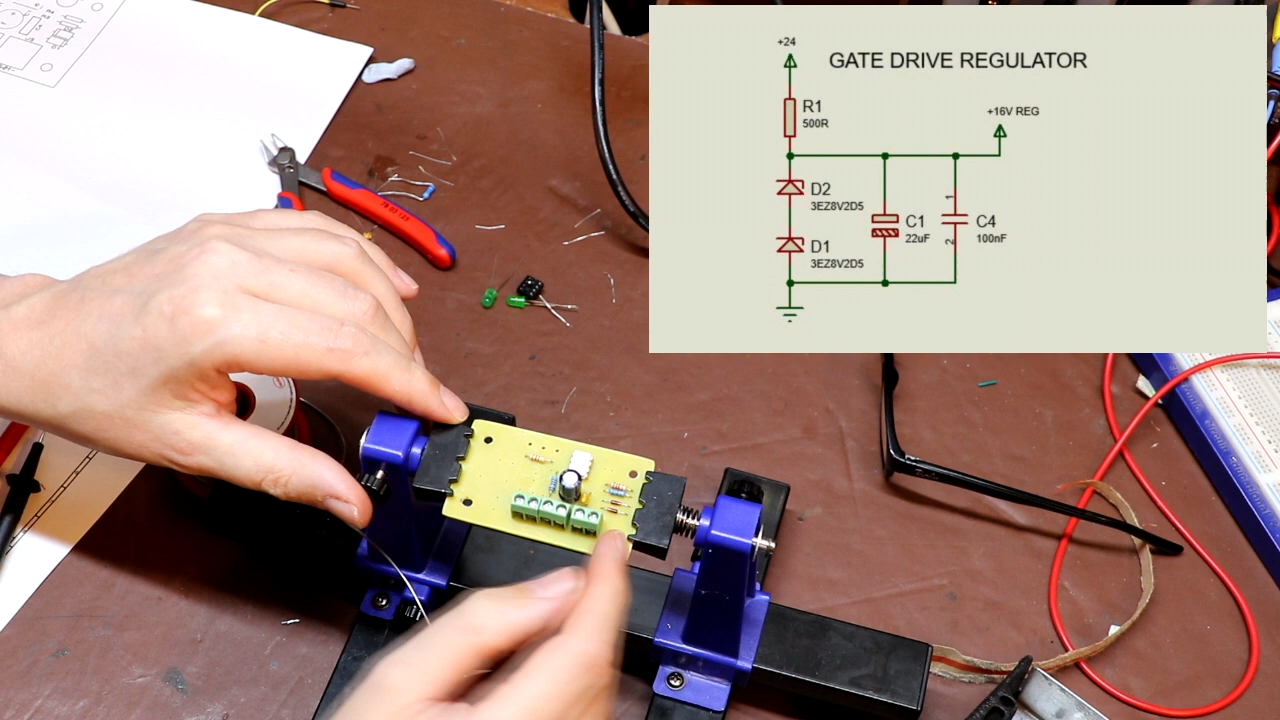 +24
GATE DRIVE REGULATOR
R1
500R
+16V REG
D2
3EZ8V2D5
D1
3EZ8V2D5
C1
22uF
C4
100nF
1
2